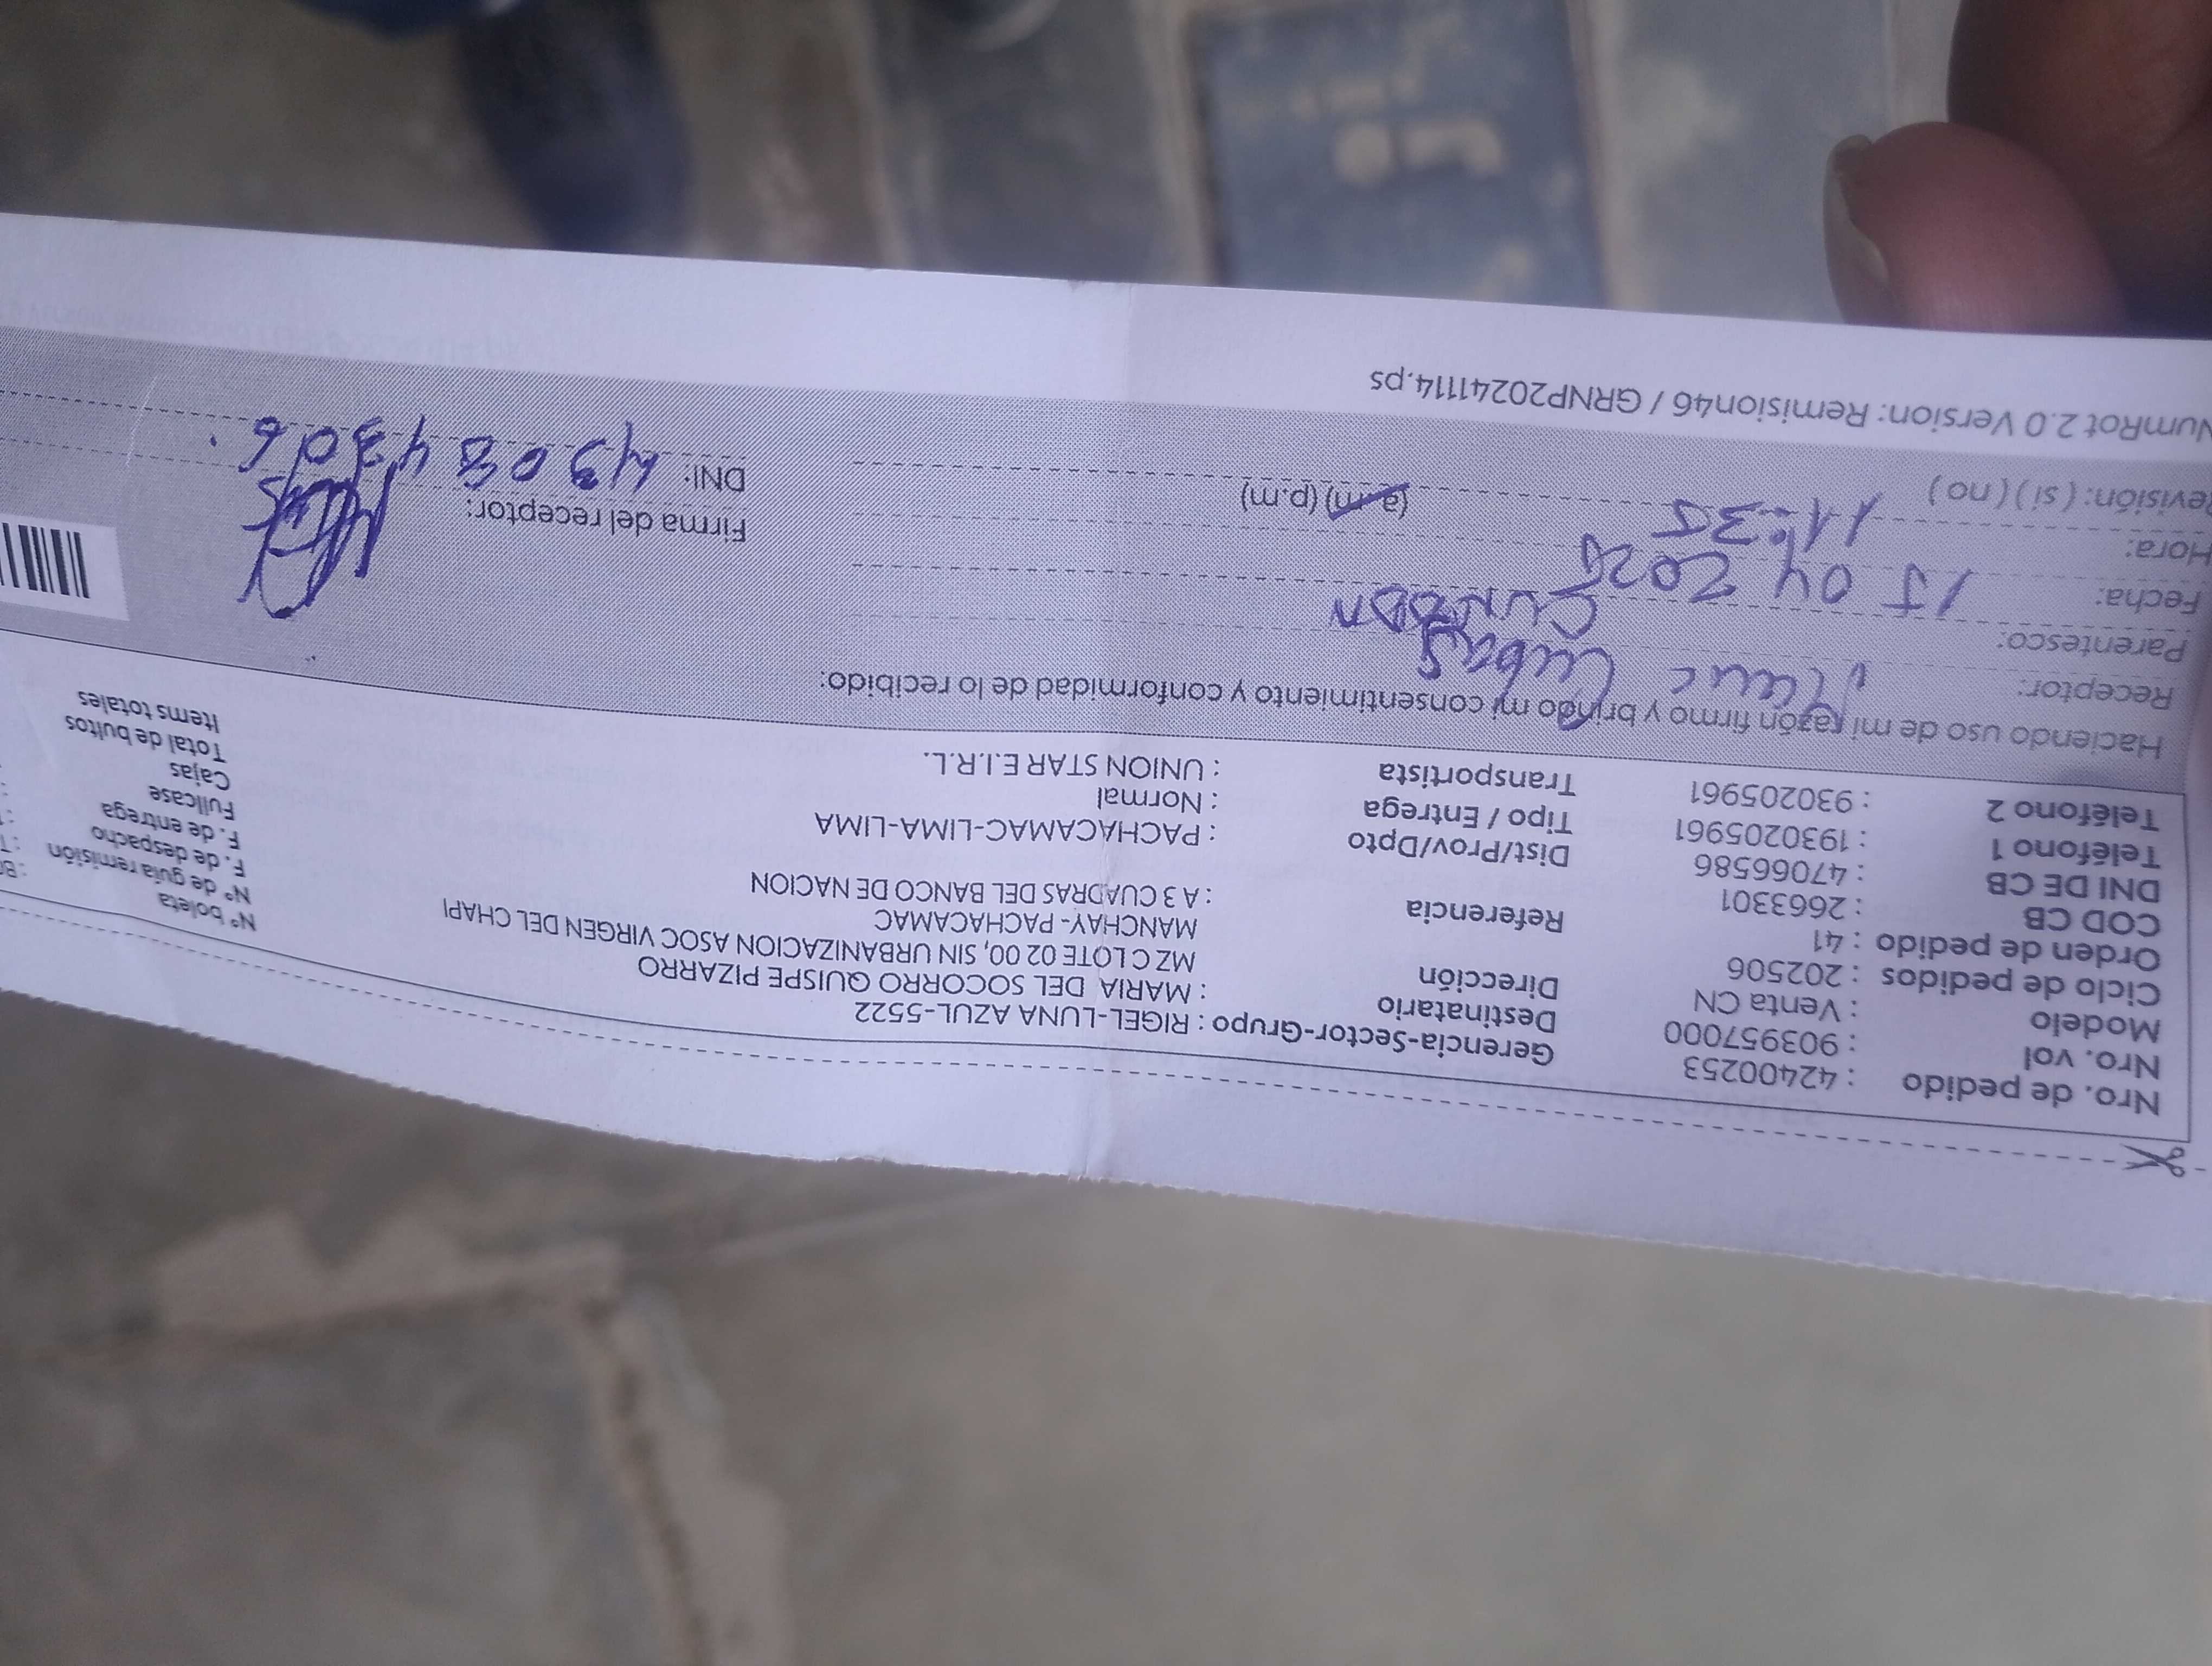 Nro. de pedido : 42400253
Nro. vol : 903957000
Modelo : Venta CN
Ciclo de pedidos : 202506
Orden de pedido : 41
COD CB : 2663301
DNI DE CB : 47066586
Teléfono 1 : 1930205961
Teléfono 2 : 930205961
Gerencia-Sector-Grupo : RIGEL-LUNA AZUL-5522
Destinatario : MARIA DEL SOCORRO QUISPE PIZARRO
Dirección MZ C LOTE 02 00, SIN URBANIZACION ASOC VIRGEN DEL CHAPI
MANCHAY- PACHACAMAC
Referencia : A 3 CUADRAS DEL BANCO DE NACION
Dist/Prov/Dpto : PACHACAMAC-LIMA-LIMA
Tipo / Entrega : Normal
Transportista : UNION STAR E.I.R.L.
N° boleta
N° de guía remisión
F. de despacho
F. de entrega
Fullcase
Cajas
Total de bultos
Items totales
Haciendo uso de mi razón firmo y brindo mi consentimiento y conformidad de lo recibido:
Receptor: Cubas
Parentesco:
Fecha: 15 04 2025
Hora: 11:35 (a.m) (p.m)
Revisión: ( si ) ( no )
Firma del receptor:
DNI: 49084306
NumRot 2.0 Version: Remision46 / GRNP20241114.ps